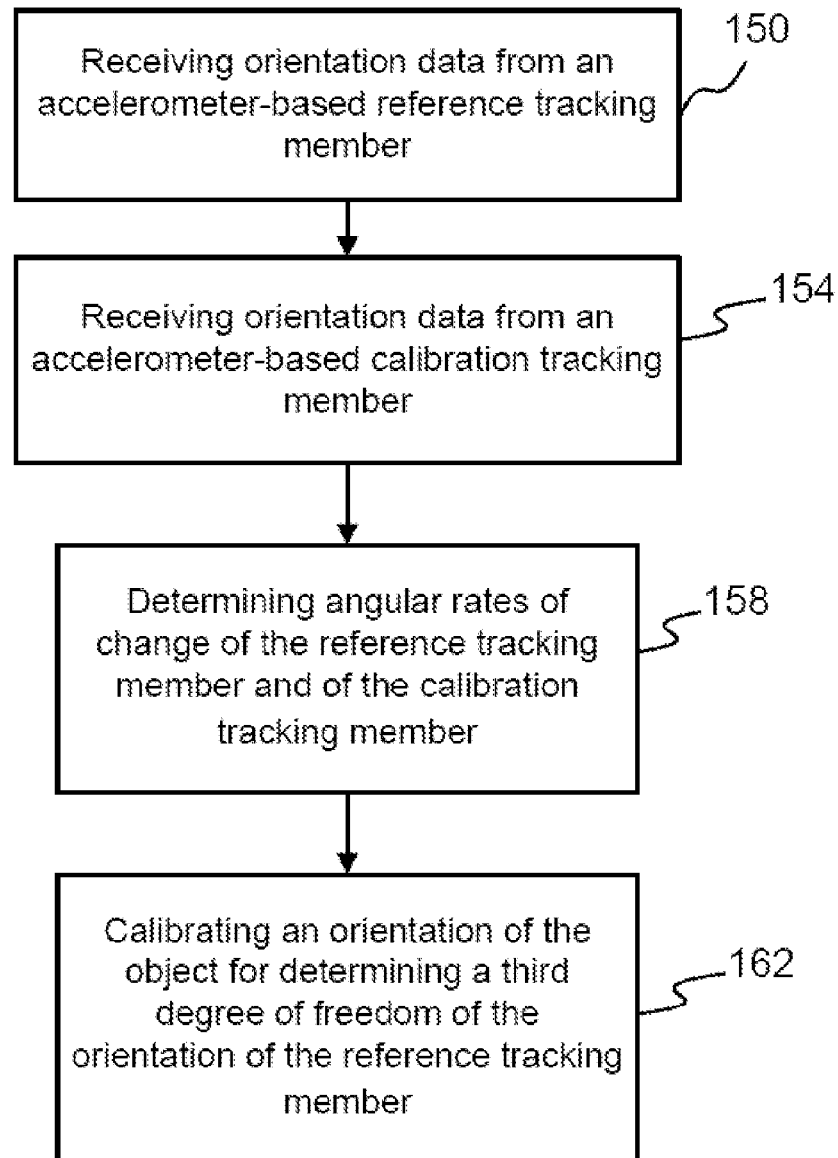 150
Receiving orientation data from an
accelerometer-based reference tracking
member
154
Receiving orientation data from an
accelerometer-based calibration tracking
member
158
Determining angular rates of
change of the reference tracking
member and of the calibration
tracking member
162
Calibrating an orientation of the
object for determining a third
degree of freedom of the
orientation of the reference tracking
member